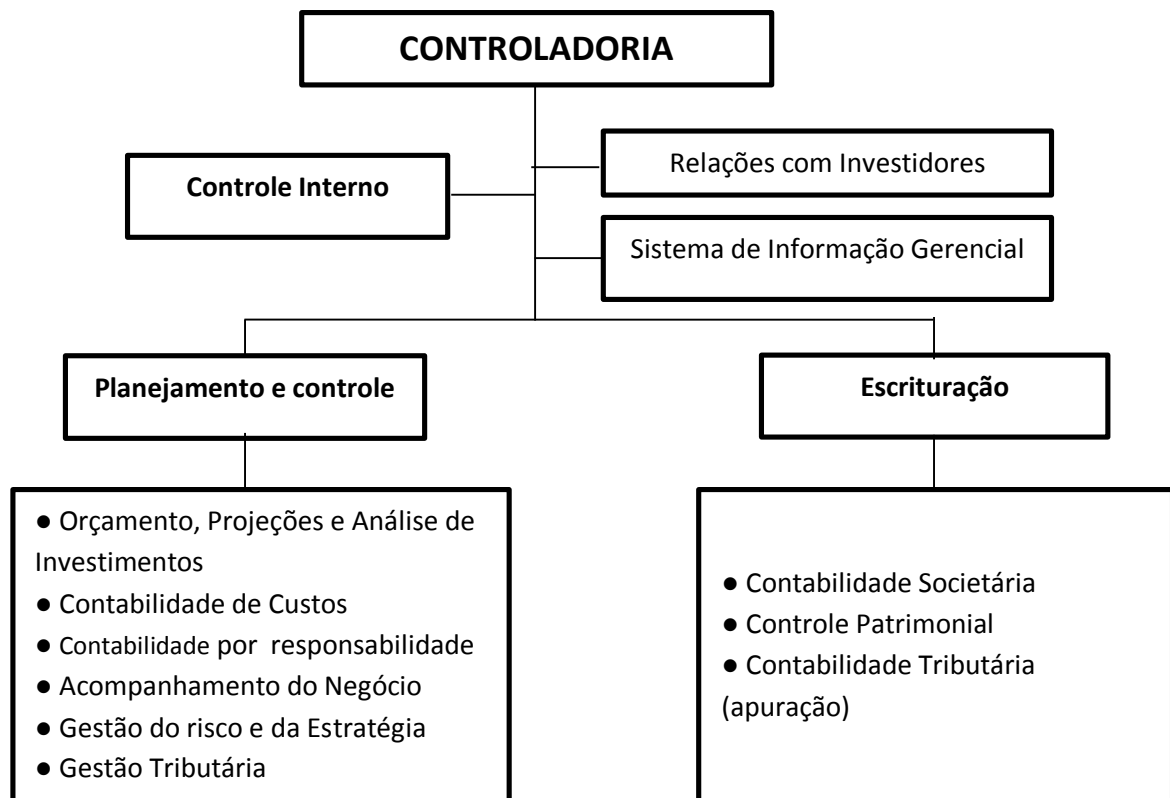 CONTROLADORIA
Controle Interno
Relações com Investidores
Sistema de Informação Gerencial
Planejamento e controle
Escrituração
● Orçamento, Projeções e Análise de
Investimentos
● Contabilidade de Custos
● Contabilidade por responsabilidade
● Acompanhamento do Negócio
● Gestão do risco e da Estratégia
● Gestão Tributária
● Contabilidade Societária
● Controle Patrimonial
● Contabilidade Tributária
(apuração)